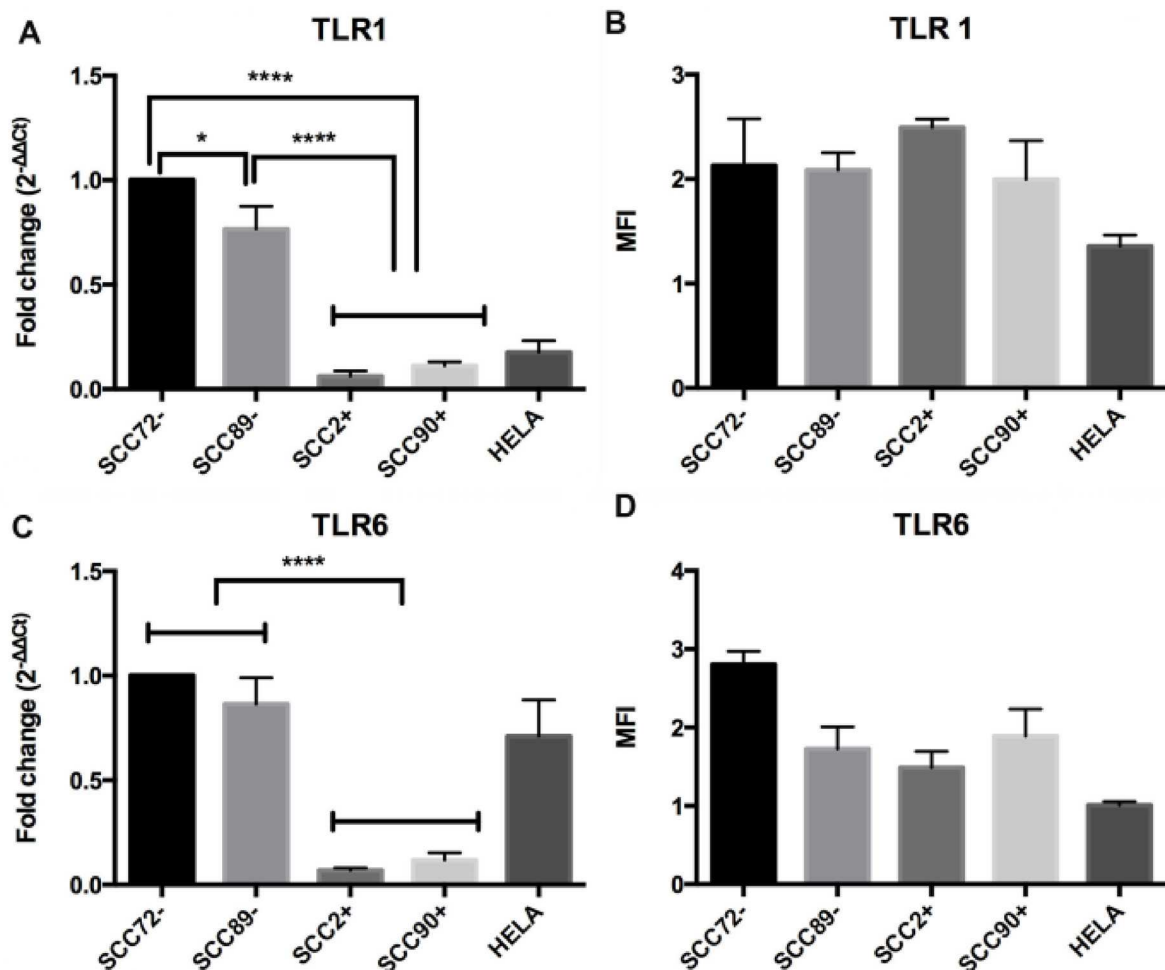 A
TLR1
Fold change (2-ΔΔCt)
1.5
1.0
0.5
0.0
****
*
****
SCC72-
SCC89-
SCC2+
SCC90+
HELA
B
TLR 1
MFI
3
2
1
0
SCC72-
SCC89-
SCC2+
SCC90+
HELA
C
TLR6
Fold change (2-ΔΔCt)
1.5
1.0
0.5
0.0
****
SCC72-
SCC89-
SCC2+
SCC90+
HELA
D
TLR6
MFI
4
3
2
1
0
SCC72-
SCC89-
SCC2+
SCC90+
HELA